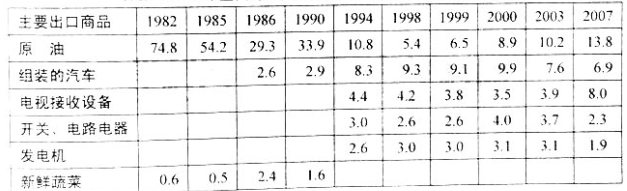 主要出口商品 1982 1985 1986 1990 1994 1998 1999 2000 2003 2007
原 油 74.8 54.2 29.3 33.9 10.8 5.4 6.5 8.9 10.2 13.8
组装的汽车 2.6 2.9 8.3 9.3 9.1 9.9 7.6 6.9
电视接收设备 4.4 4.2 3.8 3.5 3.9 8.0
开关、电路电器 3.0 2.6 2.6 4.0 3.7 2.3
发电机 2.6 3.0 3.0 3.1 3.1 1.9
新鲜蔬菜 0.6 0.5 2.4 1.6